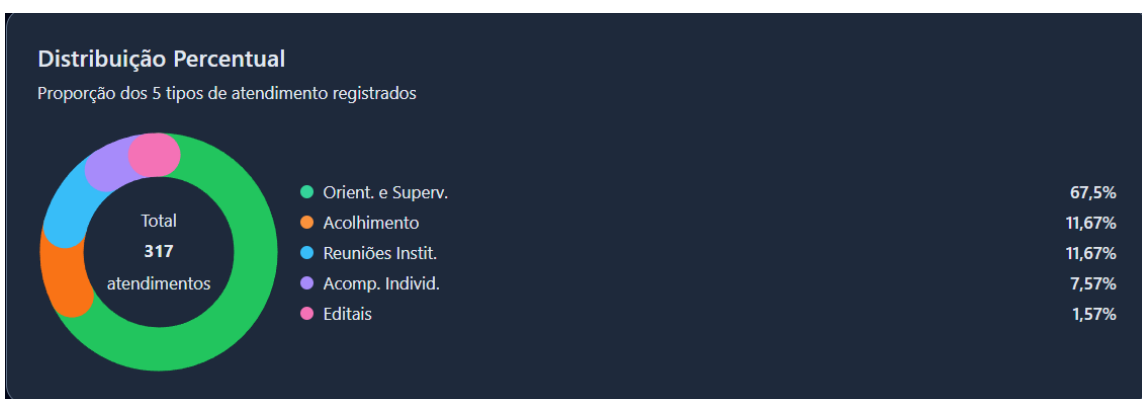 Distribuição Percentual
Proporção dos 5 tipos de atendimento registrados
Total
317
atendimentos
Orient. e Superv. 67,5%
Acolhimento 11,67%
Reuniões Instit. 11,67%
Acomp. Individ. 7,57%
Editais 1,57%